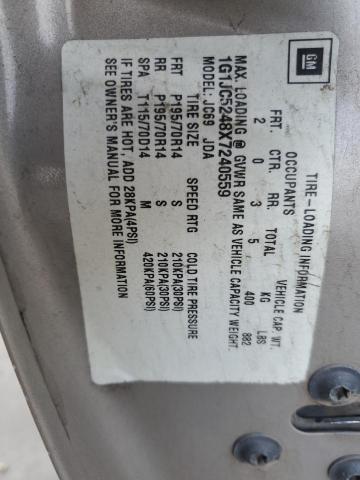 GM
TIRE-LOADING INFORMATION
OCCUPANTS VEHICLE CAP. WT.
FRT. CTR. RR. TOTAL KG LBS
2 0 3 5 400 882
MAX. LOADING @ GVWR SAME AS VEHICLE CAPACITY WEIGHT.
1G1JC5248X7240559
MODEL: JC69 JDA
TIRE SIZE SPEED RTG COLD TIRE PRESSURE
FRT P195/70R14 S 210KPA(30PSI)
RR P195/70R14 S 210KPA(30PSI)
SPA T115/70D14 M 420KPA(60PSI)
IF TIRES ARE HOT, ADD 28KPA(4PSI)
SEE OWNER'S MANUAL FOR MORE INFORMATION